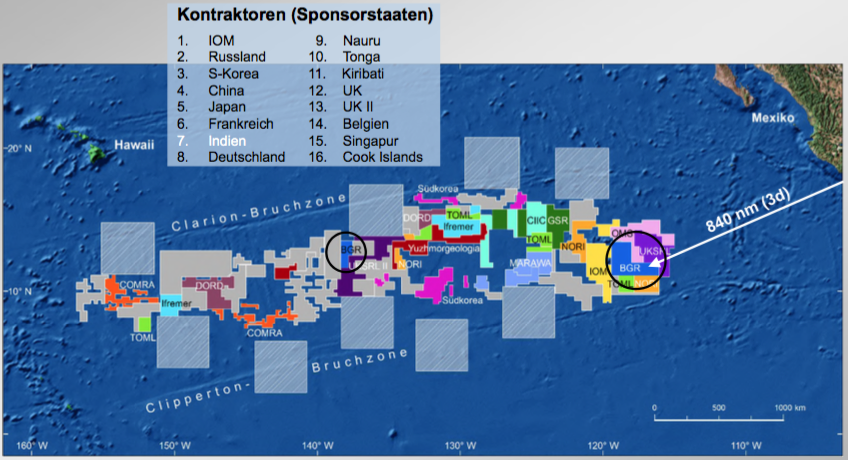 Kontraktoren (Sponsorstaaten)
1. IOM
2. Russland
3. S-Korea
4. China
5. Japan
6. Frankreich
7. Indien
8. Deutschland
9. Nauru
10. Tonga
11. Kiribati
12. UK
13. UK II
14. Belgien
15. Singapur
16. Cook Islands
Mexiko
Hawaii
20° N
Clarion-Bruchzone
Südkorea
840 nm (3d)
DORD
TOML
CIIC
GSR
Ifremer
OMS
BGR
Yuzhmorgeologia
TOML
NORI
UKSRL
UKSRL II
NORI
MARAWA
IOM
BGR
COMRA
DORD
TOML
NORI
10° N
Ifremer
Südkorea
TOML
COMRA
Clipperton-Bruchzone
0 500 1000 km
160° W 150° W 140° W 130° W 120° W 110° W